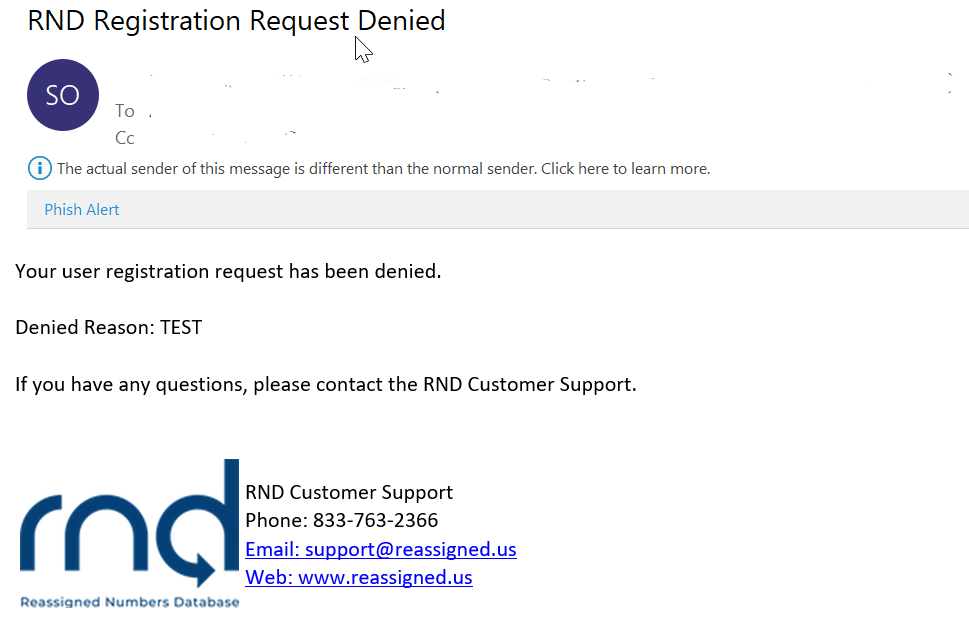 RND Registration Request Denied
SO
To
Cc
The actual sender of this message is different than the normal sender. Click here to learn more.
Phish Alert
Your user registration request has been denied.
Denied Reason: TEST
If you have any questions, please contact the RND Customer Support.
rnd
Reassigned Numbers Database
RND Customer Support
Phone: 833-763-2366
Email: support@reassigned.us
Web: www.reassigned.us